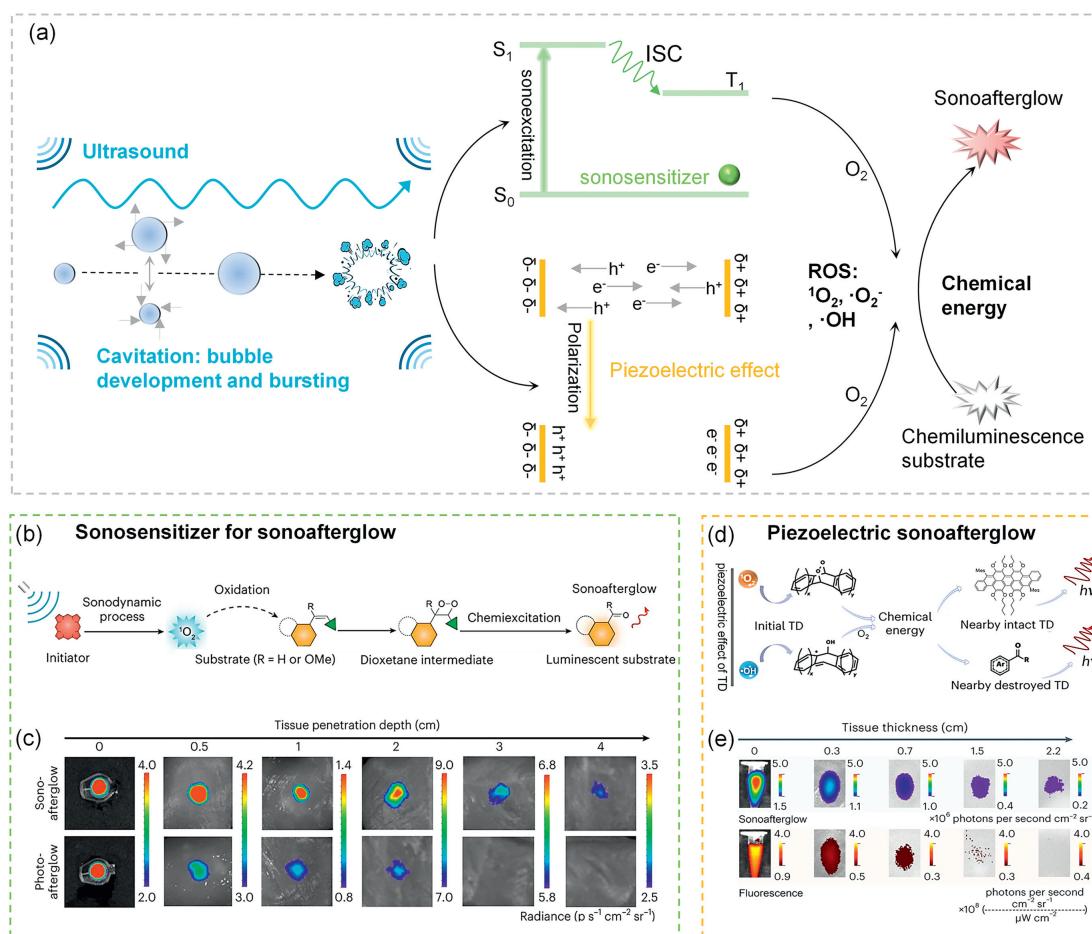 (a)
Ultrasound
Cavitation: bubble
development and bursting
S1
ISC
T1
sonoexcitation
sonosensitizer
S0
O2
δ- δ- δ-
h+
e-
h+
e-
h+
e-
δ+ δ+ δ+
Polarization
Piezoelectric effect
δ- δ- δ-
h+ h+ h+
e- e- e-
δ+ δ+ δ+
O2
ROS:
¹O2, ·O2-
, ·OH
Sonoafterglow
Chemical
energy
Chemiluminescence
substrate
(b) Sonosensitizer for sonoafterglow
Sonodynamic
process
Initiator
¹O2
Oxidation
R
Substrate (R = H or OMe)
R O-O
Dioxetane intermediate
Chemiexcitation
Sonoafterglow
R
O
Luminescent substrate
(c)
Tissue penetration depth (cm)
0 0.5 1 2 3 4
Sono-
afterglow
4.0 4.2 1.4 9.0 6.8 3.5
Photo-
afterglow
2.0 3.0 0.8 7.0 5.8 2.5
Radiance (p s⁻¹ cm⁻² sr⁻¹)
(d) Piezoelectric sonoafterglow
piezoelectric effect of TD
Initial TD
·OH
OH
O2
Chemical
energy
Mes
Mes
Nearby intact TD
hν
Ar
O
R
Nearby destroyed TD
(e)
Tissue thickness (cm)
0 0.3 0.7 1.5 2.2
5.0 5.0 5.0 5.0 5.0
1.5 1.1 1.0 0.4 0.2
Sonoafterglow ×10⁶ photons per second cm⁻² sr⁻¹
4.0 4.0 4.0 4.0 4.0
0.9 0.5 0.3 0.3 0.4
Fluorescence
photons per second
cm⁻² sr⁻¹
×10⁸ (
)
µW cm⁻²